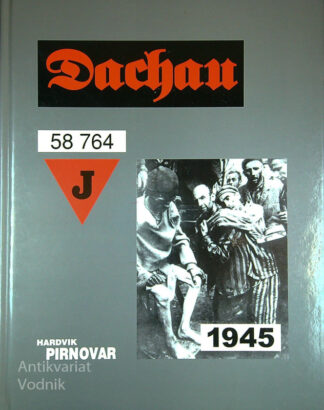 Dachau
58 764
J
1945
HARDVIK
PIRNOVAR
Antikvariat
Vodnik